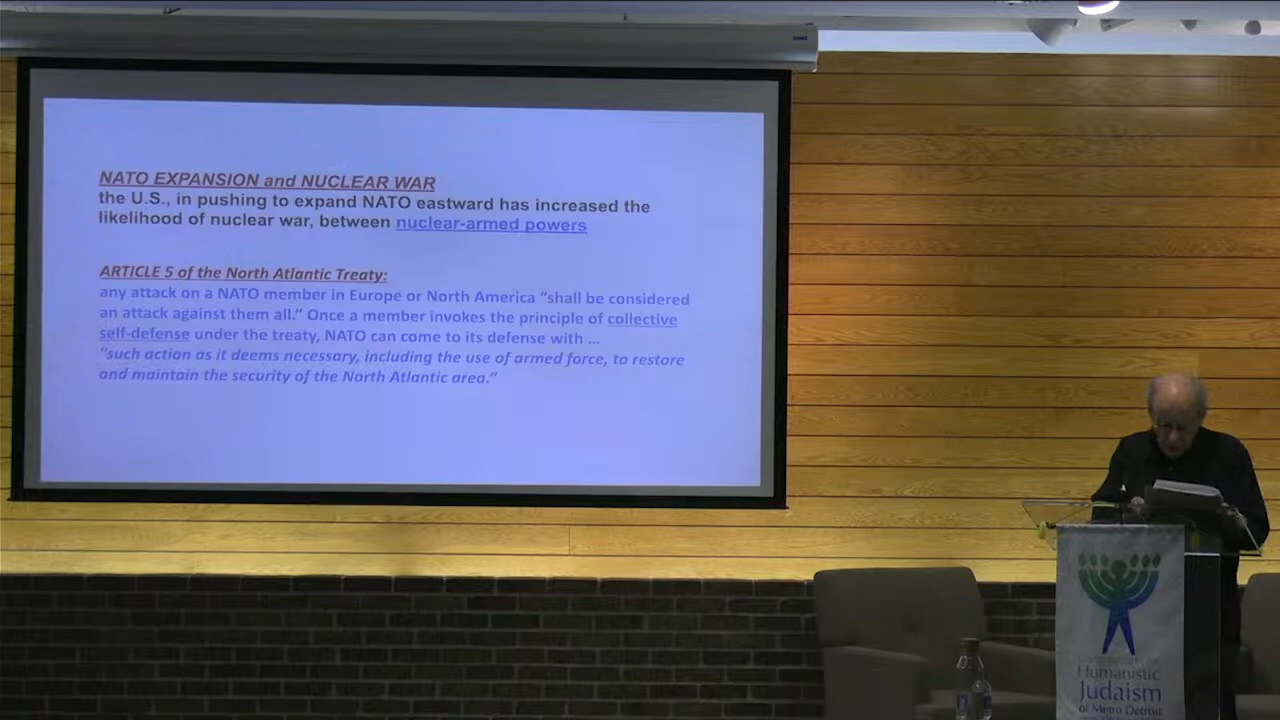 NATO EXPANSION and NUCLEAR WAR
the U.S., in pushing to expand NATO eastward has increased the
likelihood of nuclear war, between nuclear-armed powers
ARTICLE 5 of the North Atlantic Treaty:
any attack on a NATO member in Europe or North America “shall be considered
an attack against them all.” Once a member invokes the principle of collective
self-defense under the treaty, NATO can come to its defense with ...
“such action as it deems necessary, including the use of armed force, to restore
and maintain the security of the North Atlantic area.”
Humanistic
Judaism
of Metro Detroit